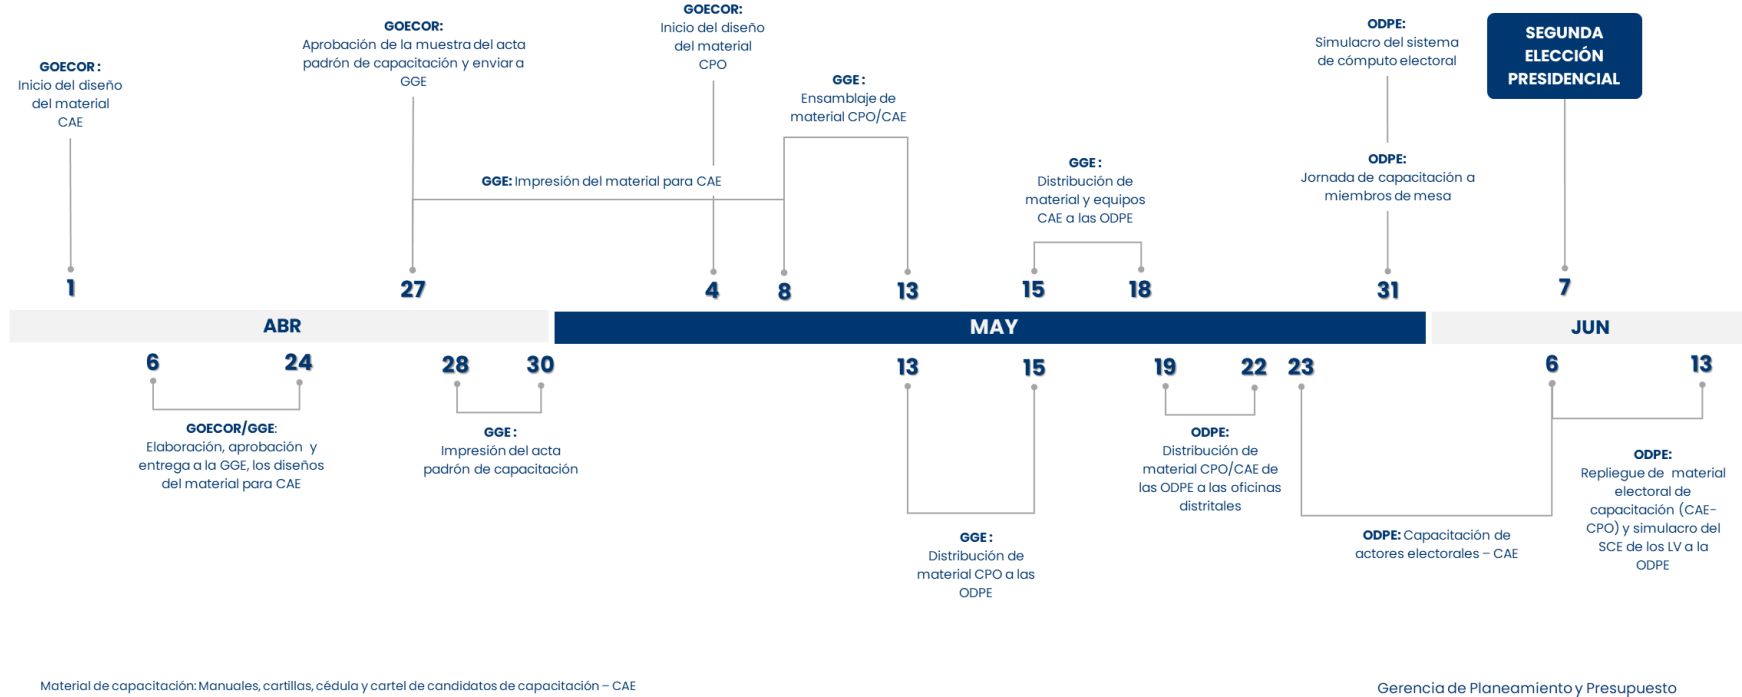 GOECOR :
Inicio del diseño
del material
CAE
GOECOR:
Aprobación de la muestra del acta
padrón de capacitación y enviar a
GGE
GOECOR:
Inicio del diseño
del material
CPO
GGE :
Ensamblaje de
material CPO/CAE
GGE: Impresión del material para CAE
GGE :
Distribución de
material y equipos
CAE a las ODPE
ODPE:
Simulacro del sistema
de cómputo electoral
ODPE:
Jornada de capacitación a
miembros de mesa
SEGUNDA
ELECCIÓN
PRESIDENCIAL
1 27 4 8 13 15 18 31 7
ABR MAY JUN
6 24 28 30 13 15 19 22 23 6 13
GOECOR/GGE:
Elaboración, aprobación y
entrega a la GGE, los diseños
del material para CAE
GGE :
Impresión del acta
padrón de capacitación
GGE :
Distribución de
material CPO a las
ODPE
ODPE:
Distribución de
material CPO/CAE de
las ODPE a las oficinas
distritales
ODPE: Capacitación de
actores electorales – CAE
ODPE:
Repliegue de material
electoral de
capacitación (CAE-
CPO) y simulacro del
SCE de los LV a la
ODPE
Material de capacitación: Manuales, cartillas, cédula y cartel de candidatos de capacitación – CAE
Gerencia de Planeamiento y Presupuesto